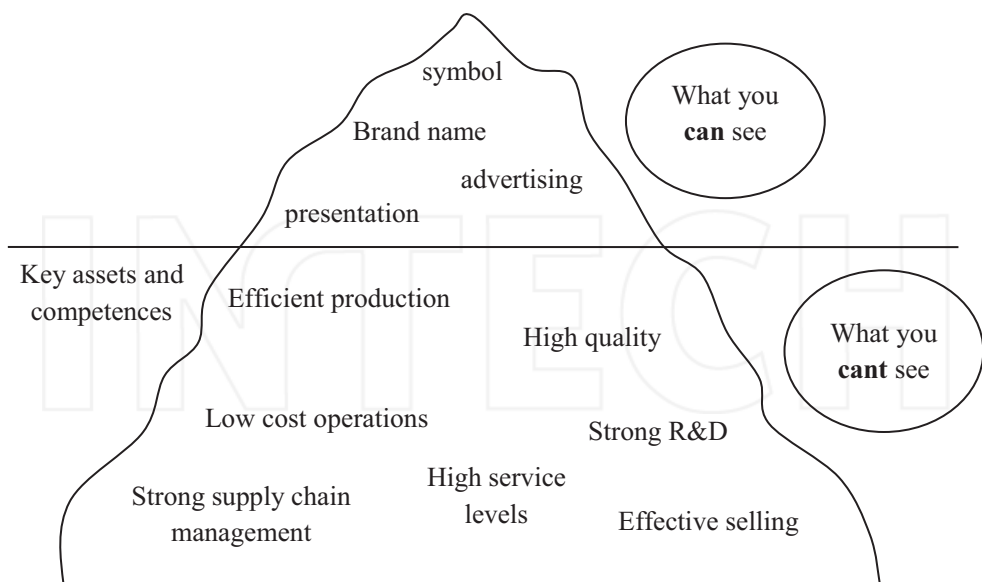 symbol
What you
can see
Brand name
advertising
presentation
INTECH
Key assets and
competences
Efficient production
High quality
What you
cant see
Low cost operations
Strong R&D
Strong supply chain
management
High service
levels
Effective selling